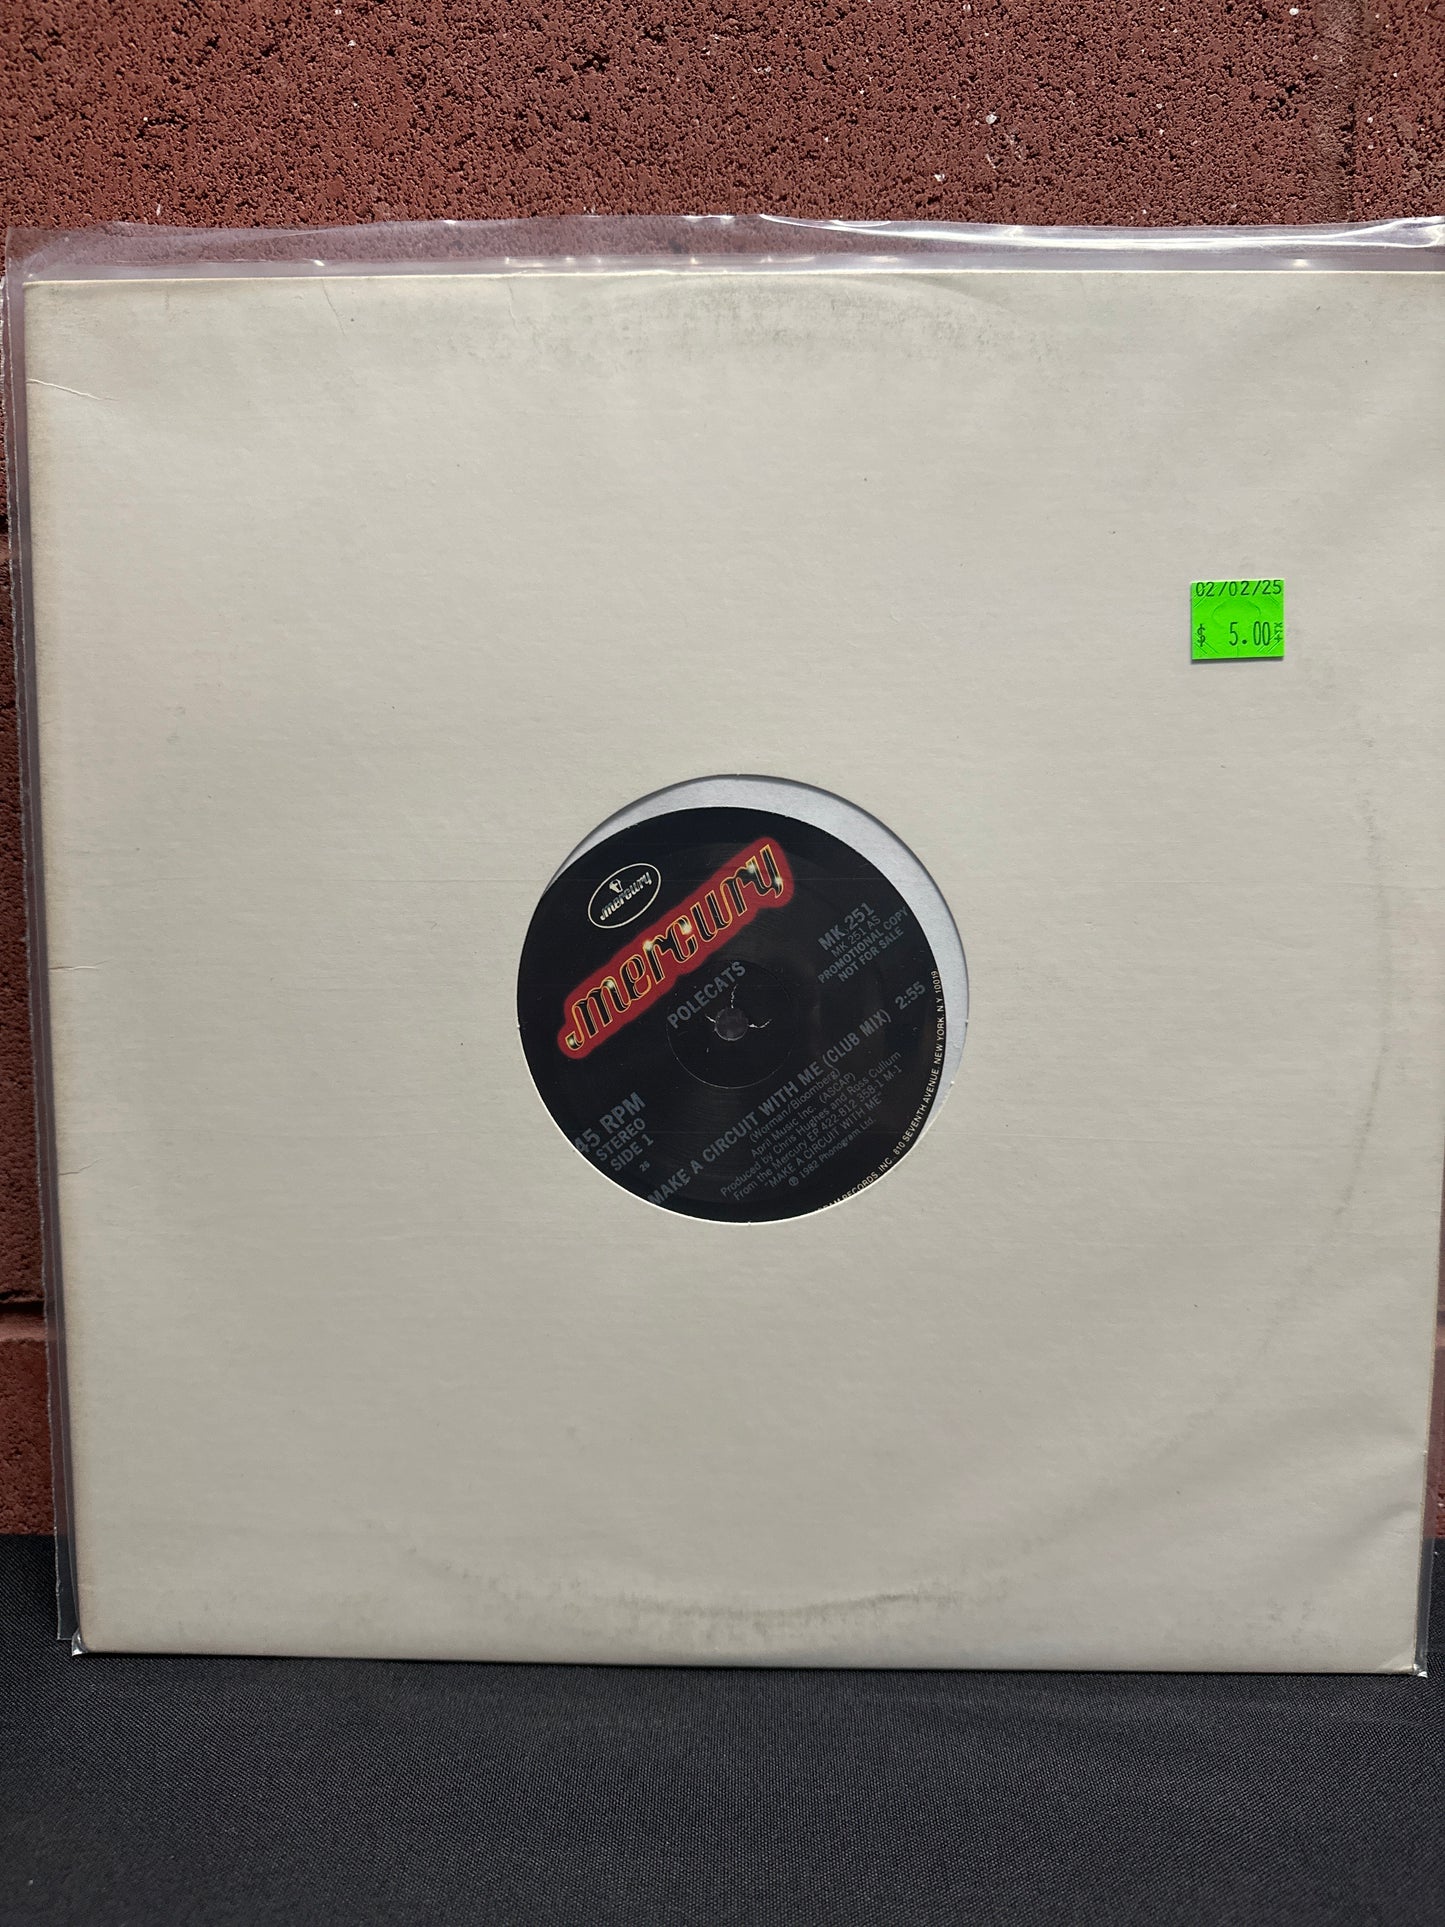 02/02/25
$ 5.00
mercury
mercury
MK 251
MK 251 AS
PROMOTIONAL COPY
NOT FOR SALE
POLECATS
45 RPM
STEREO
SIDE 1
26
MAKE A CIRCUIT WITH ME (CLUB MIX) 2:55
(Worman/Bloomberg)
April Music Inc. (ASCAP)
Produced by Chris Hughes and Ross Cullum
From the Mercury EP 422-812 358-1 M-1
"MAKE A CIRCUIT WITH ME"
℗ 1982 Phonogram Ltd.
RECORDS, INC. 810 SEVENTH AVENUE, NEW YORK, N.Y. 10019